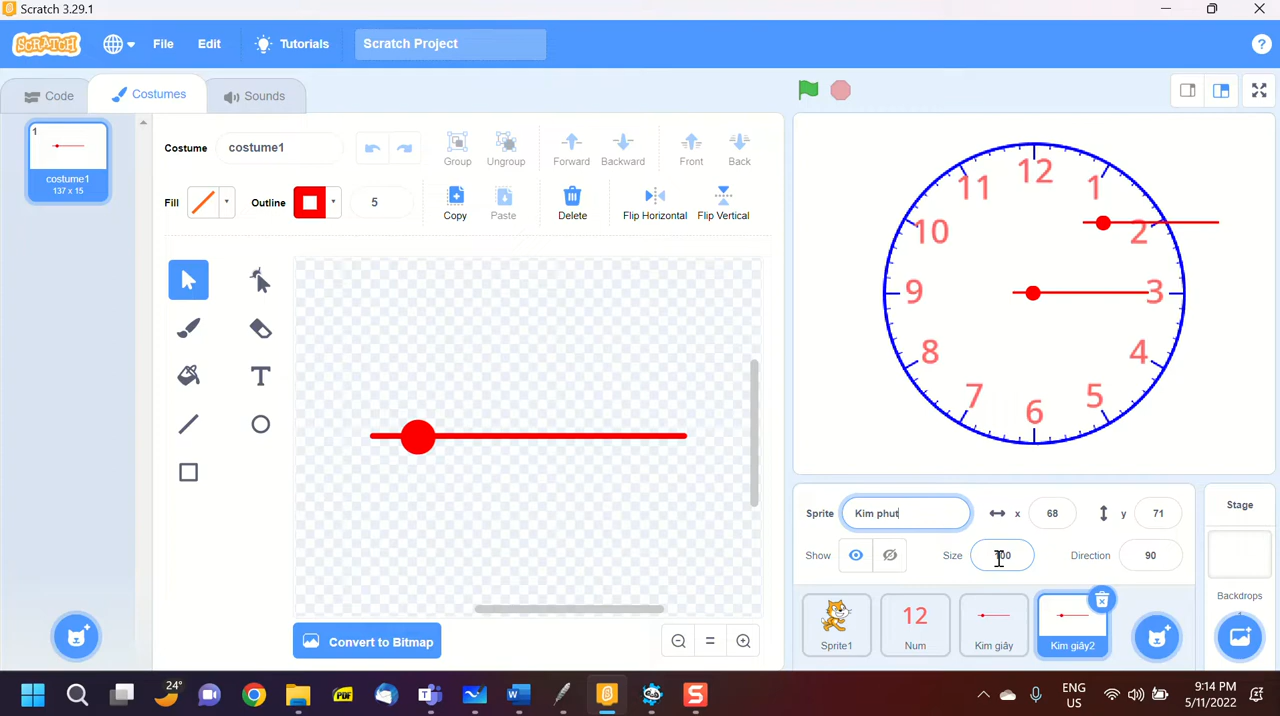 Scratch 3.29.1
SCRATCH File Edit Tutorials Scratch Project ?
Code Costumes Sounds
1
costume1
137 x 15
Costume costume1 Group Ungroup Forward Backward Front Back
Fill Outline 5 Copy Paste Delete Flip Horizontal Flip Vertical
T
Convert to Bitmap
12
11 1
10 2
9 3
8 4
7 5
6
Sprite Kim phut x 68 y 71
Show Size 100 Direction 90
Stage
Backdrops
1
12
Sprite1 Num Kim giây Kim giây2
24°
PDF
ENG
US
9:14 PM
5/11/2022